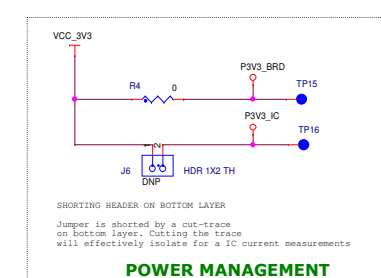 VCC_3V3
P3V3_BRD
R4
0
TP15
P3V3_IC
TP16
1
2
J6
HDR 1X2 TH
DNP
SHORTING HEADER ON BOTTOM LAYER
Jumper is shorted by a cut-trace
on bottom layer. Cutting the trace
will effectively isolate for a IC current measurements
POWER MANAGEMENT